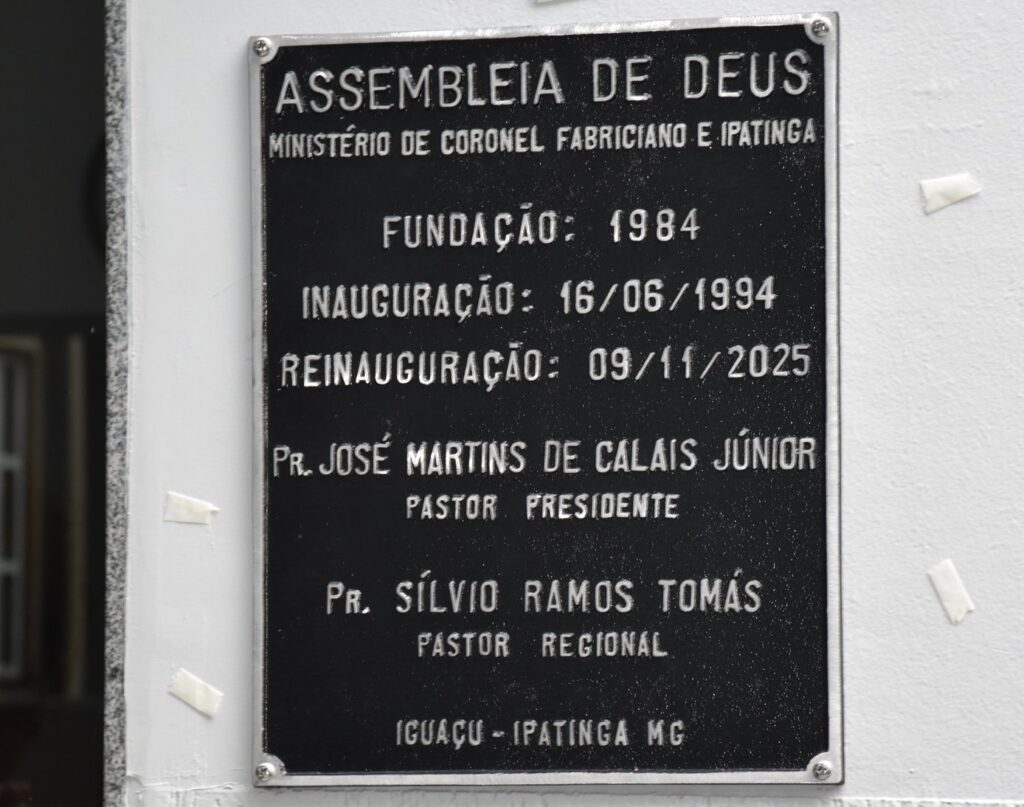 ASSEMBLEIA DE DEUS
MINISTÉRIO DE CORONEL FABRICIANO E IPATINGA
FUNDAÇÃO: 1984
INAUGURAÇÃO: 16/06/1994
REINAUGURAÇÃO: 09/11/2025
PR. JOSÉ MARTINS DE CALAIS JÚNIOR
PASTOR PRESIDENTE
PR. SÍLVIO RAMOS TOMÁS
PASTOR REGIONAL
IGUAÇU - IPATINGA MG